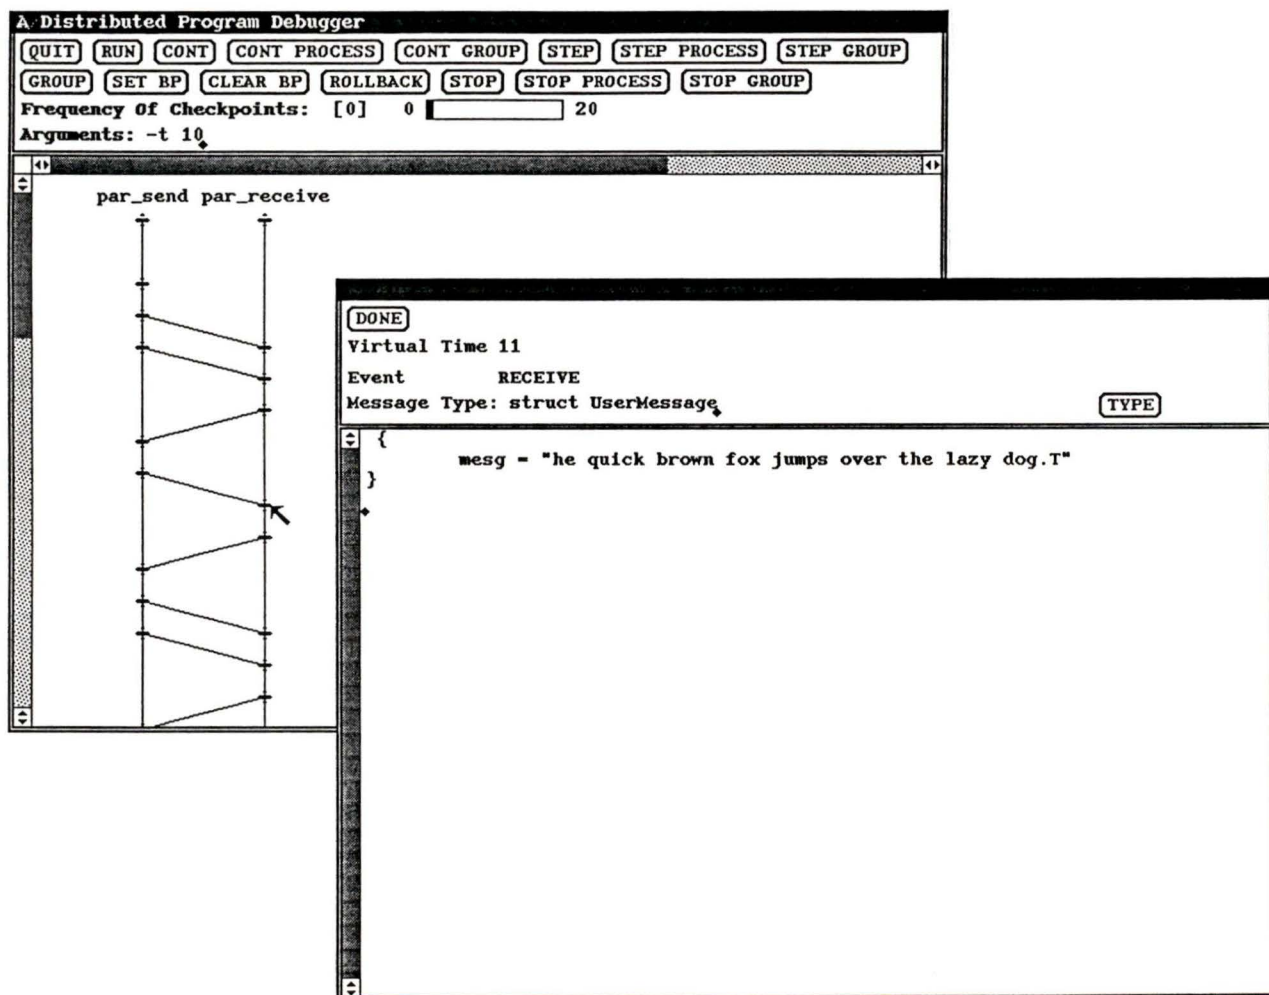 A Distributed Program Debugger
QUIT RUN CONT CONT PROCESS CONT GROUP STEP STEP PROCESS STEP GROUP
GROUP SET BP CLEAR BP ROLLBACK STOP STOP PROCESS STOP GROUP
Frequency Of Checkpoints: [0] 0 20
Arguments: -t 10
par_send par_receive
DONE
Virtual Time 11
Event RECEIVE
Message Type: struct UserMessage TYPE
{
mesg = "he quick brown fox jumps over the lazy dog.T"
}